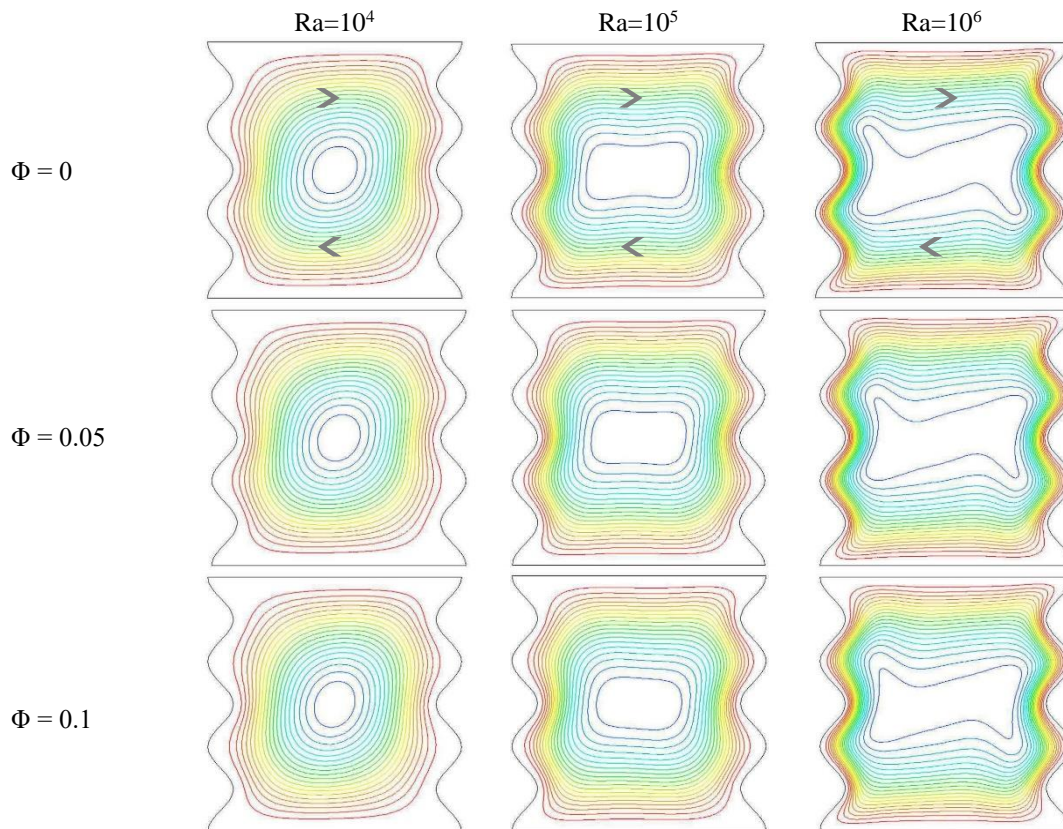 Ra=10⁴ Ra=10⁵ Ra=10⁶
Φ = 0
Φ = 0.05
Φ = 0.1